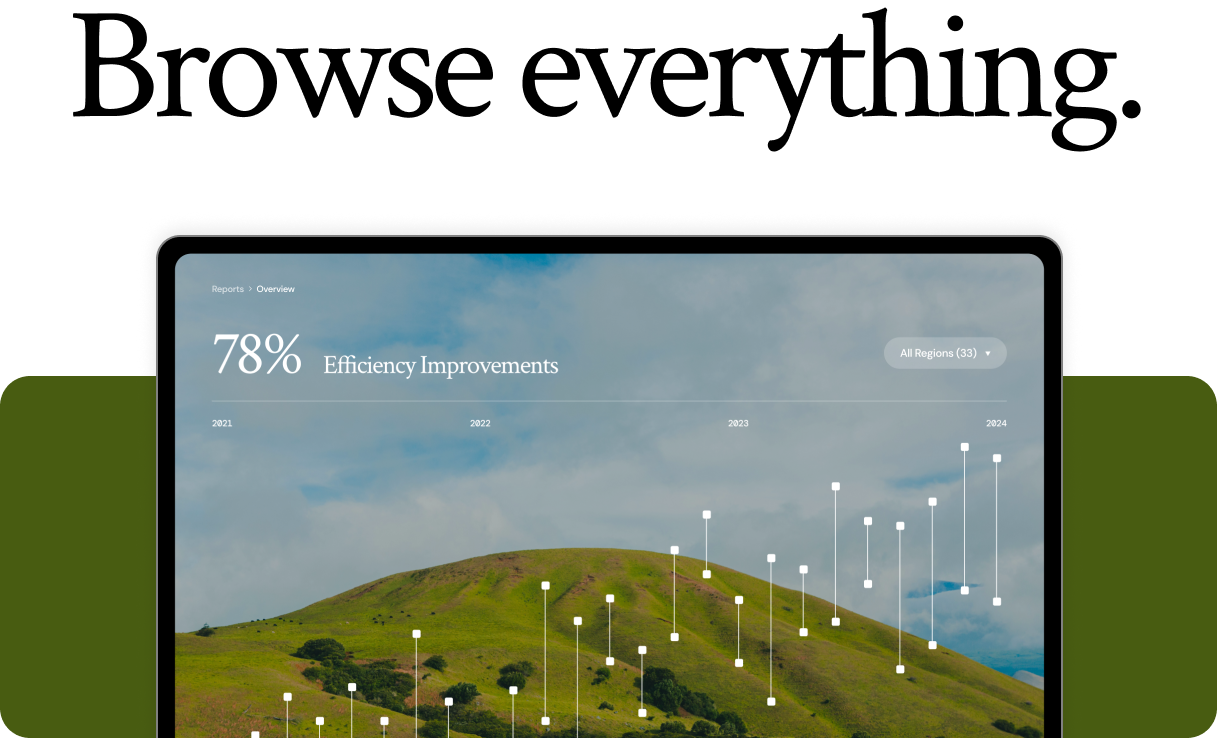 Browse everything.
Reports > Overview
78% Efficiency Improvements
All Regions (33) ▼
2021 2022 2023 2024